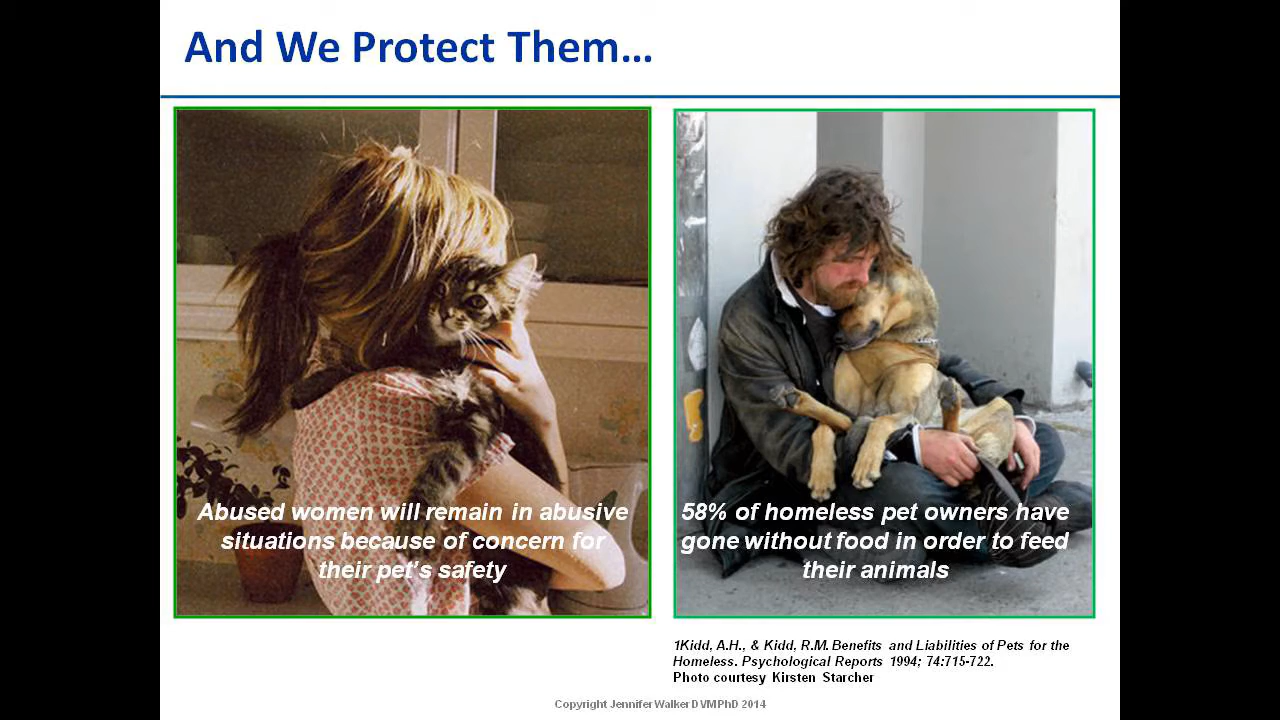 And We Protect Them...
Abused women will remain in abusive
situations because of concern for
their pet's safety
58% of homeless pet owners have
gone without food in order to feed
their animals
1Kidd, A.H., & Kidd, R.M. Benefits and Liabilities of Pets for the
Homeless. Psychological Reports 1994; 74:715-722.
Photo courtesy Kirsten Starcher
Copyright Jennifer Walker DVMPhD 2014